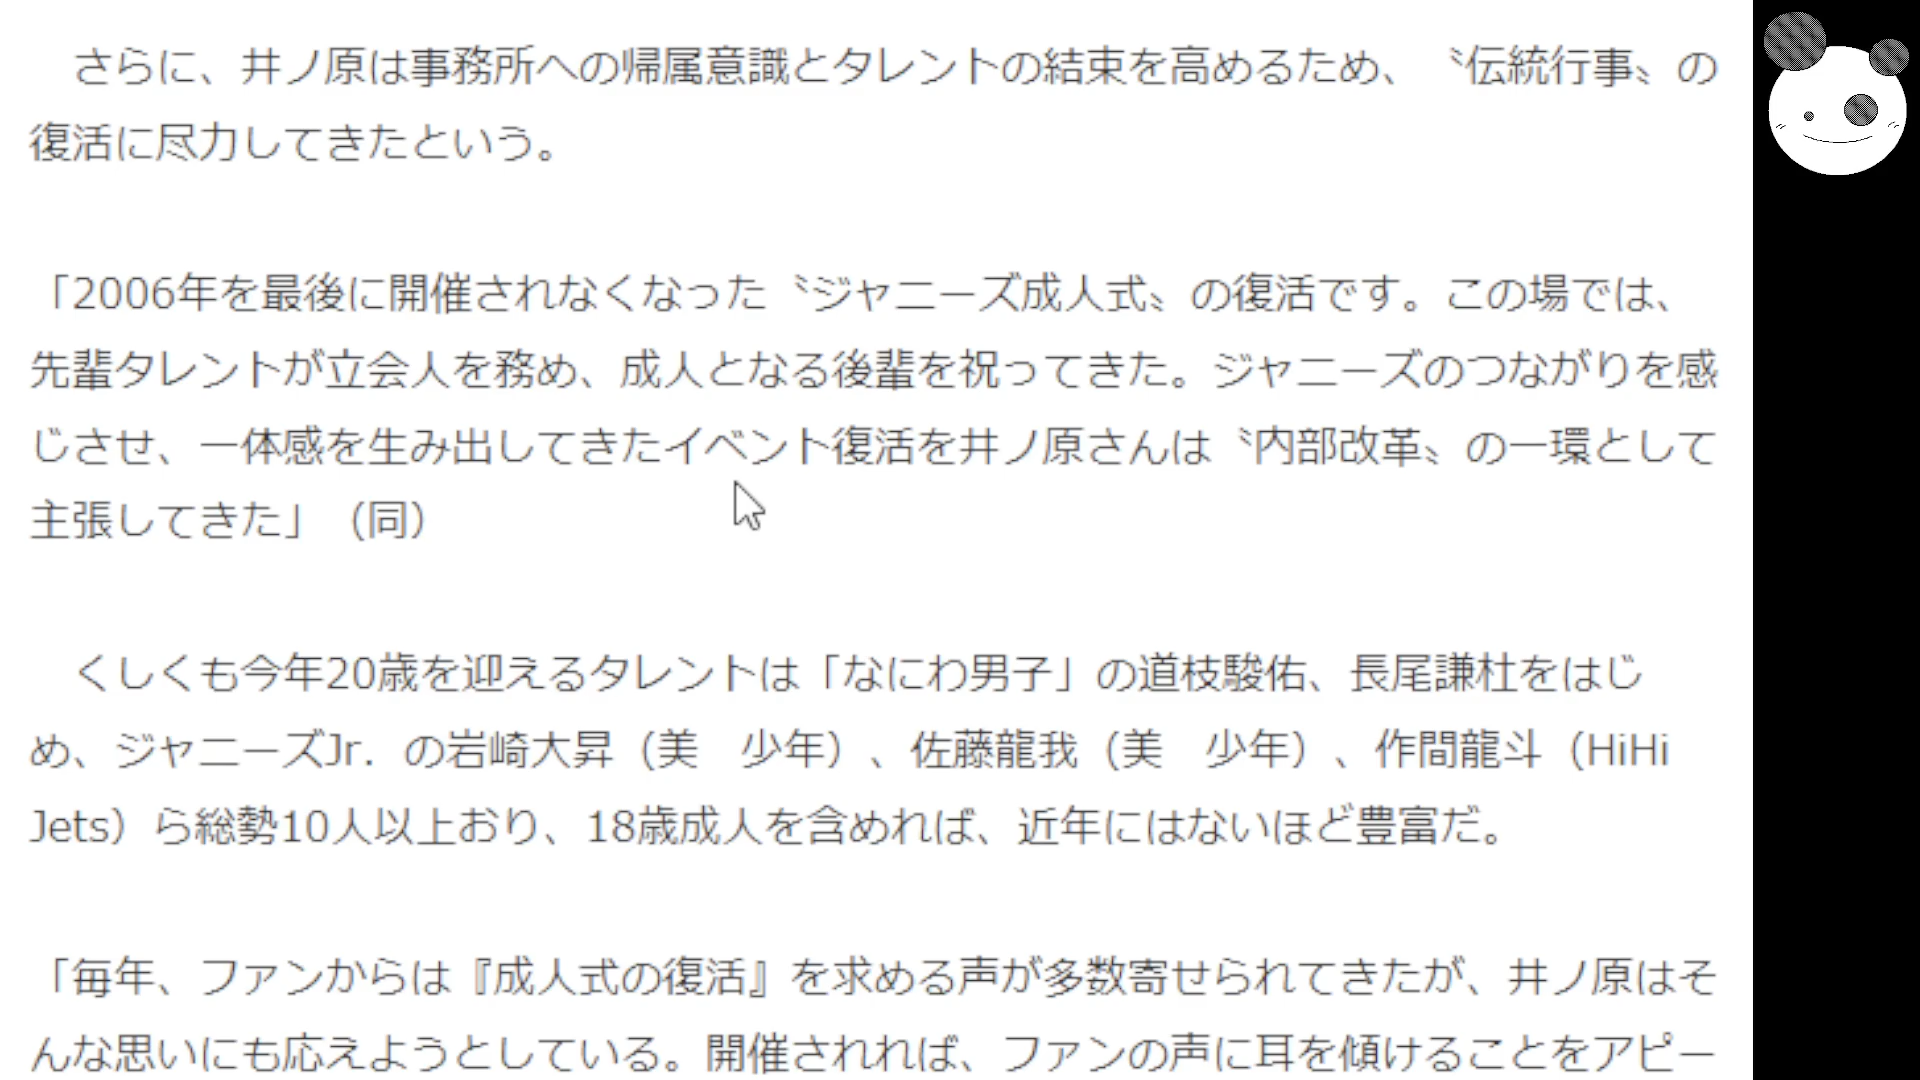 さらに、井ノ原は事務所への帰属意識とタレントの結束を高めるため、〝伝統行事〟の
復活に尽力してきたという。
「2006年を最後に開催されなくなった〝ジャニーズ成人式〟の復活です。この場では、
先輩タレントが立会人を務め、成人となる後輩を祝ってきた。ジャニーズのつながりを感
じさせ、一体感を生み出してきたイベント復活を井ノ原さんは〝内部改革〟の一環として
主張してきた」（同）
くしくも今年20歳を迎えるタレントは「なにわ男子」の道枝駿佑、長尾謙杜をはじ
め、ジャニーズJr．の岩崎大昇（美　少年）、佐藤龍我（美　少年）、作間龍斗（HiHi
Jets）ら総勢10人以上おり、18歳成人を含めれば、近年にはないほど豊富だ。
「毎年、ファンからは『成人式の復活』を求める声が多数寄せられてきたが、井ノ原はそ
んな思いにも応えようとしている。開催されれば、ファンの声に耳を傾けることをアピー